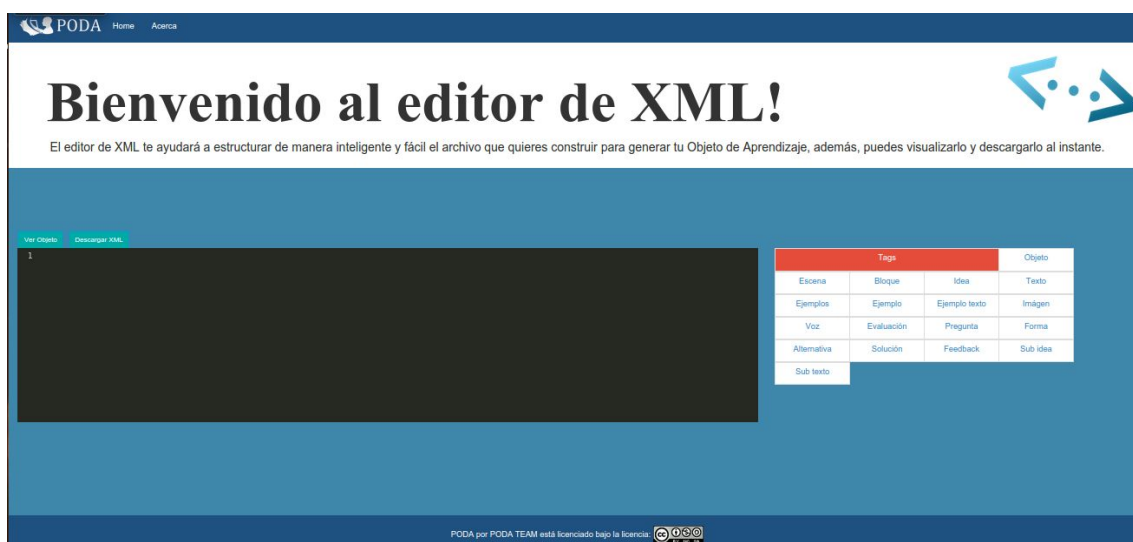 PODA Home Acerca
Bienvenido al editor de XML!
El editor de XML te ayudará a estructurar de manera inteligente y fácil el archivo que quieres construir para generar tu Objeto de Aprendizaje, además, puedes visualizarlo y descargarlo al instante.
Ver Objeto Descargar XML
1
Tags Objeto
Escena Bloque Idea Texto
Ejemplos Ejemplo Ejemplo texto Imágen
Voz Evaluación Pregunta Forma
Alternativa Solución Feedback Sub idea
Sub texto
PODA por PODA TEAM está licenciado bajo la licencia: